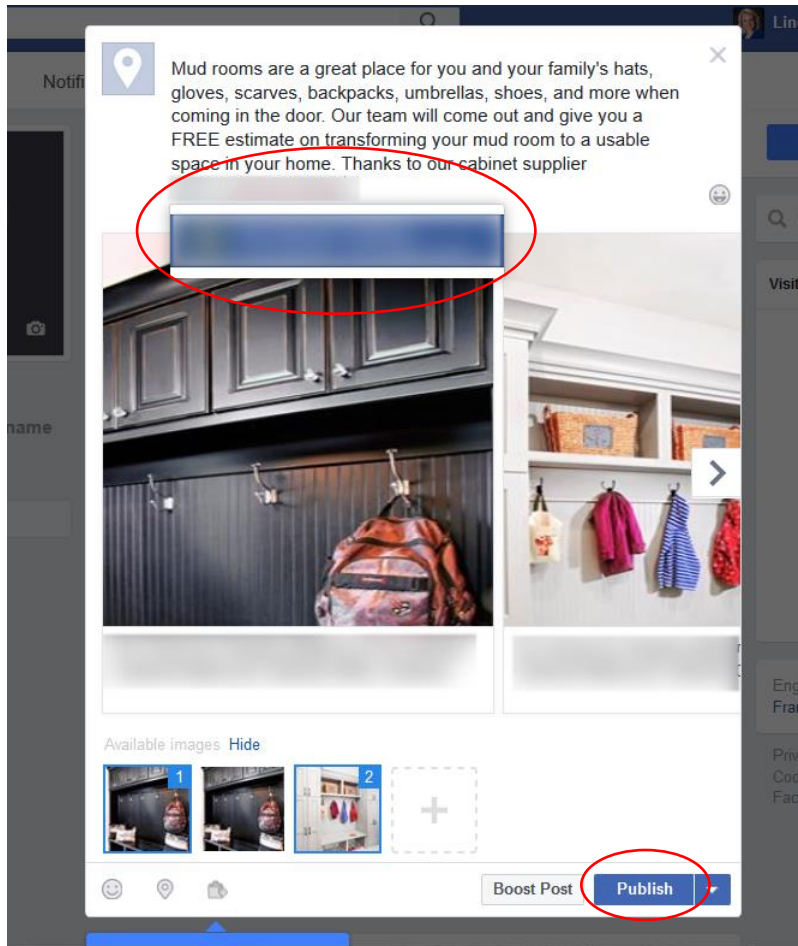 Lin
Notifi
Mud rooms are a great place for you and your family's hats,
gloves, scarves, backpacks, umbrellas, shoes, and more when
coming in the door. Our team will come
out and give you a
FREE estimate on transforming your mud room to a usable
space in your home. Thanks to our cabinet supplier
Visit
name
Available images Hide
1
2
Eng
Fran
Priv
Coo
Fac
Boost Post
Publish